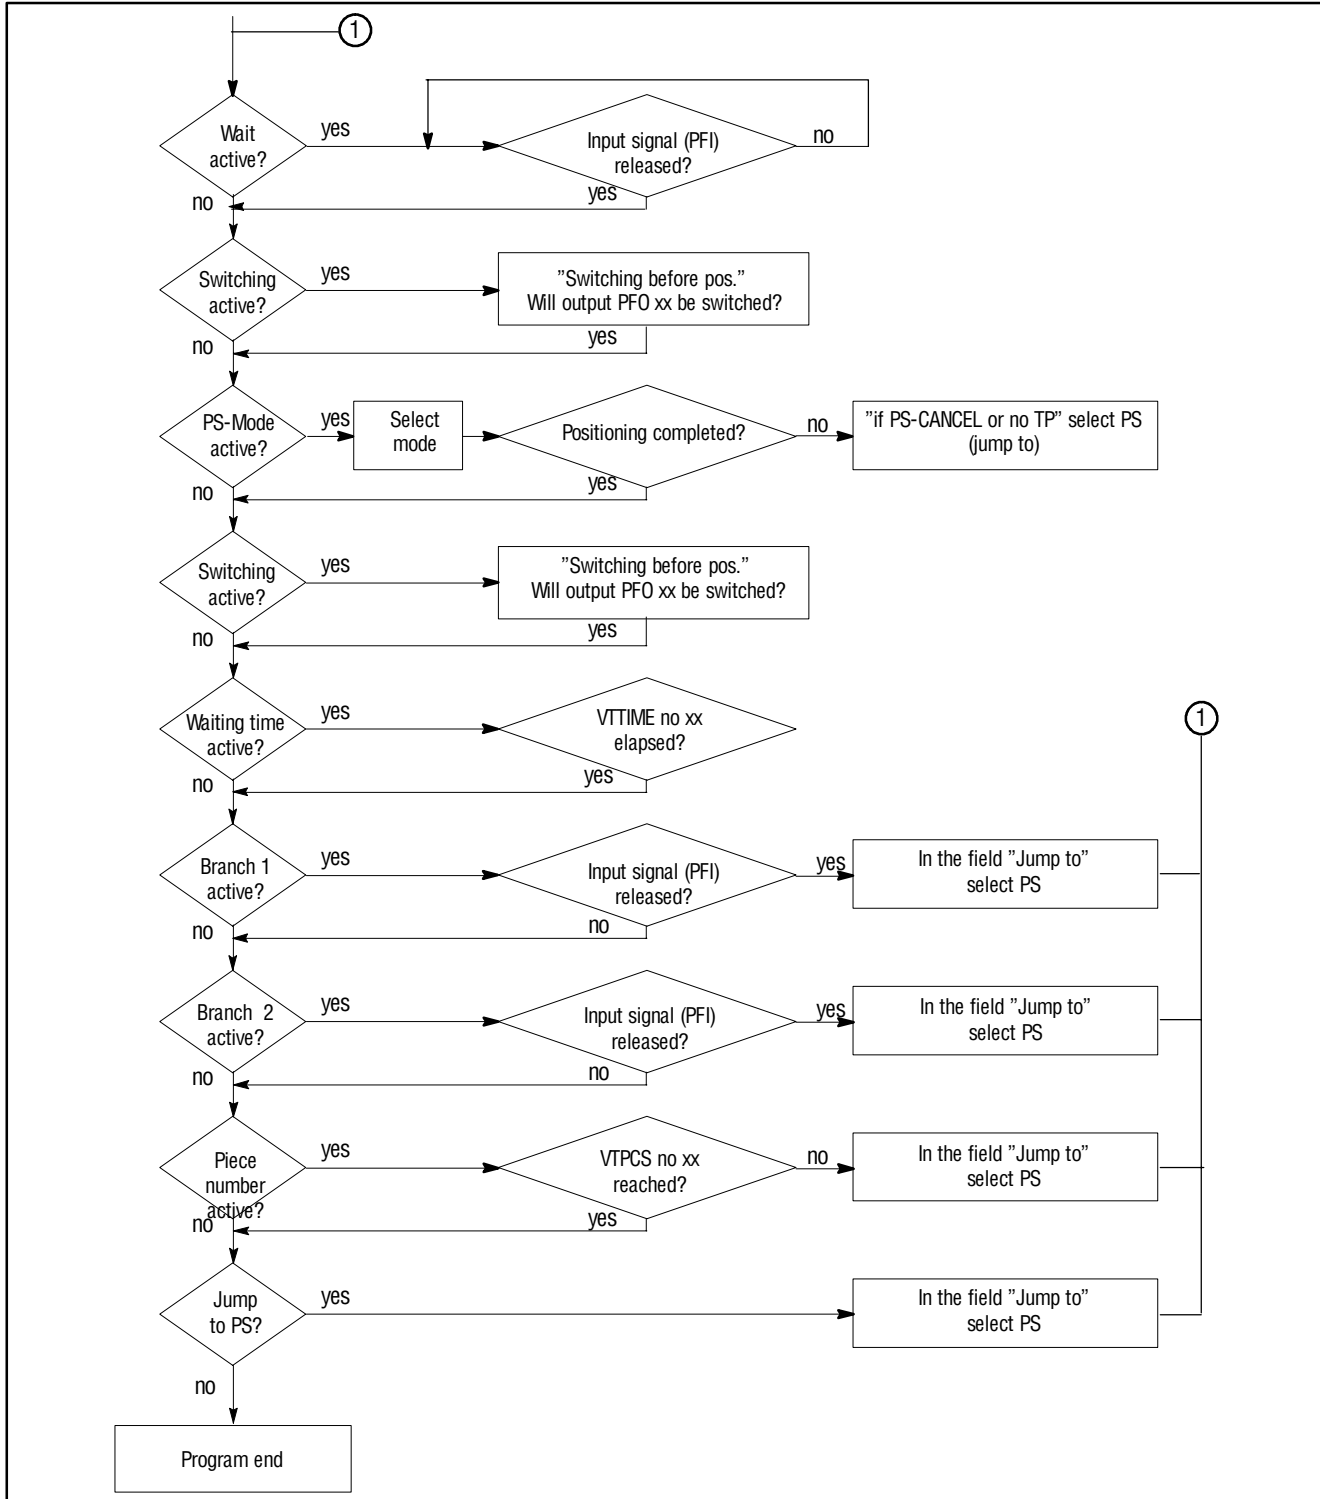 1
Wait
active?
yes
Input signal (PFI)
released?
no
yes
no
Switching
active?
yes
"Switching before pos."
Will output PFO xx be switched?
yes
no
PS-Mode
active?
yes
Select
mode
Positioning completed?
no
"if PS-CANCEL or no TP" select PS
(jump to)
yes
no
Switching
active?
yes
"Switching before pos."
Will output PFO xx be switched?
yes
no
Waiting time
active?
yes
VTTIME no xx
elapsed?
1
yes
no
Branch 1
active?
yes
Input signal (PFI)
released?
yes
In the field "Jump to"
select PS
no
no
Branch 2
active?
yes
Input signal (PFI)
released?
yes
In the field "Jump to"
select PS
no
no
Piece
number
active?
yes
VTPCS no xx
reached?
no
In the field "Jump to"
select PS
yes
no
Jump
to PS?
yes
In the field "Jump to"
select PS
no
Program end